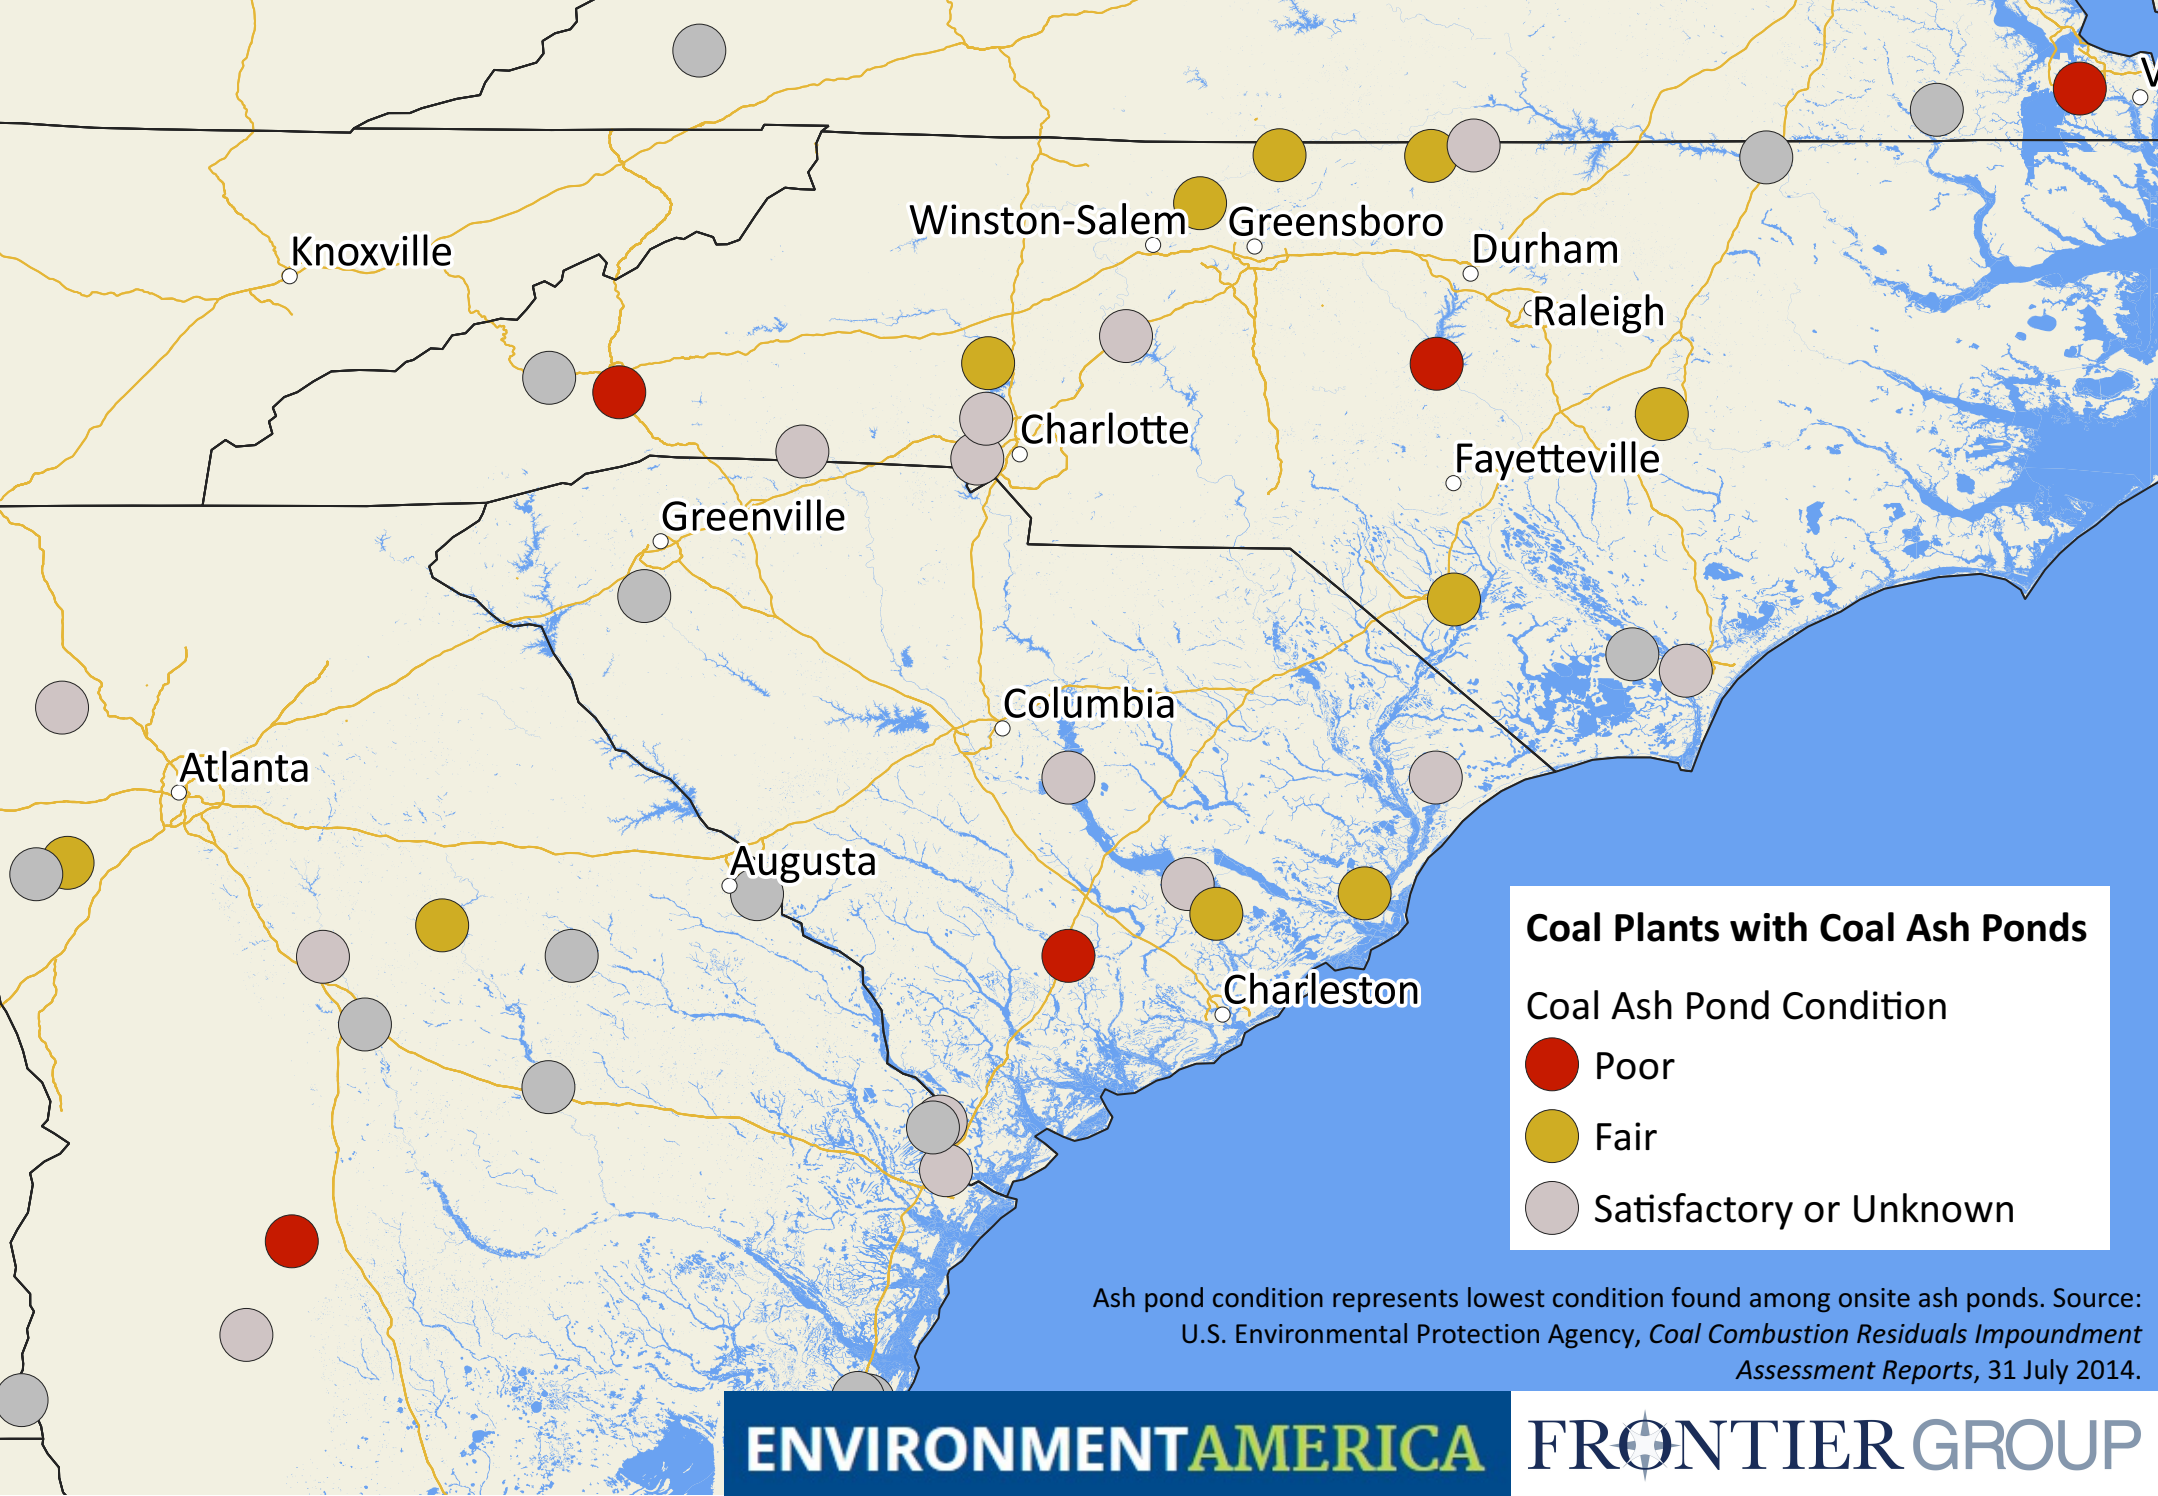 V
Winston-Salem
Greensboro
Knoxville
Durham
Raleigh
Charlotte
Fayetteville
Greenville
Columbia
Atlanta
Augusta
Charleston
Coal Plants with Coal Ash Ponds
Coal Ash Pond Condition
Poor
Fair
Satisfactory or Unknown
Ash pond condition represents lowest condition found among onsite ash ponds. Source:
U.S. Environmental Protection Agency, Coal Combustion Residuals Impoundment
Assessment Reports, 31 July 2014.
ENVIRONMENTAMERICA
FRONTIER GROUP